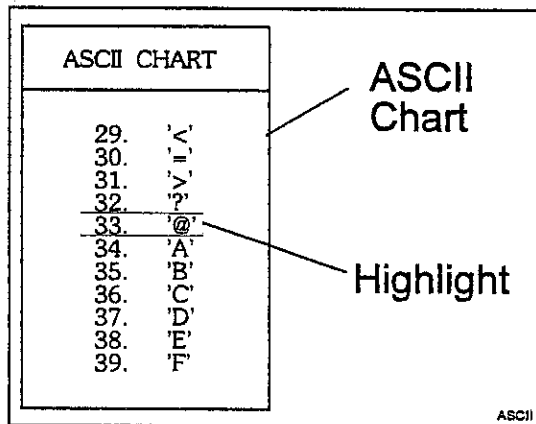 ASCII CHART
29. '<'
30. '='
31. '>'
32. '?'
33. '@'
34. 'A'
35. 'B'
36. 'C'
37. 'D'
38. 'E'
39. 'F'
ASCII
Chart
Highlight
ASCII